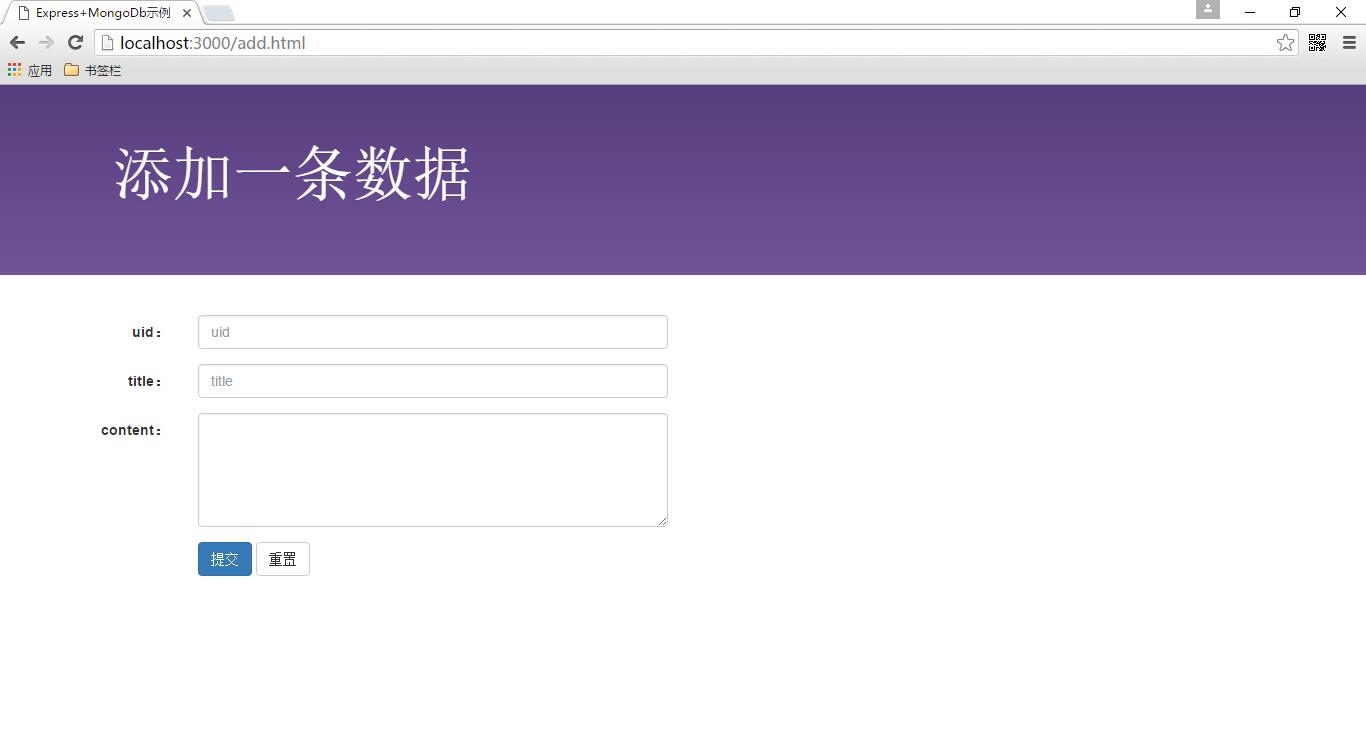 Express+MongoDb示例
localhost:3000/add.html
应用 书签栏
添加一条数据
uid： uid
title： title
content：
提交 重置